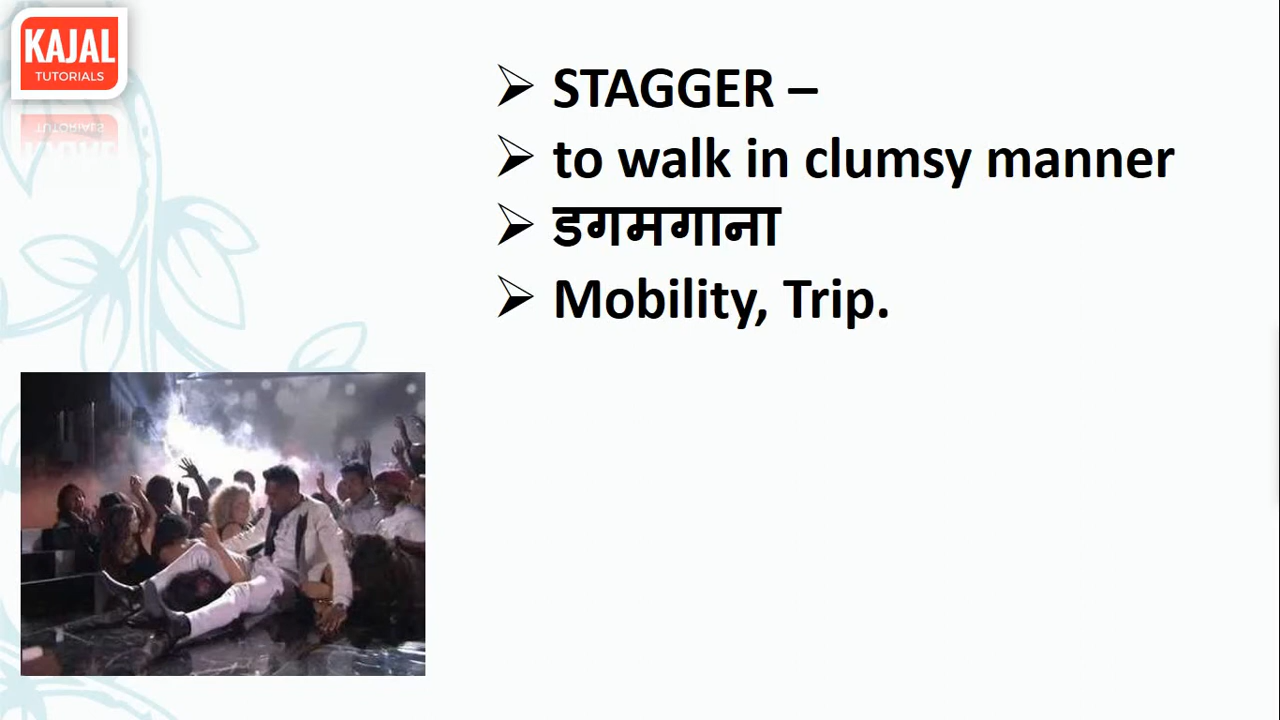 KAJAL
TUTORIALS
➢ STAGGER –
➢ to walk in clumsy manner
➢ डगमगाना
➢ Mobility, Trip.